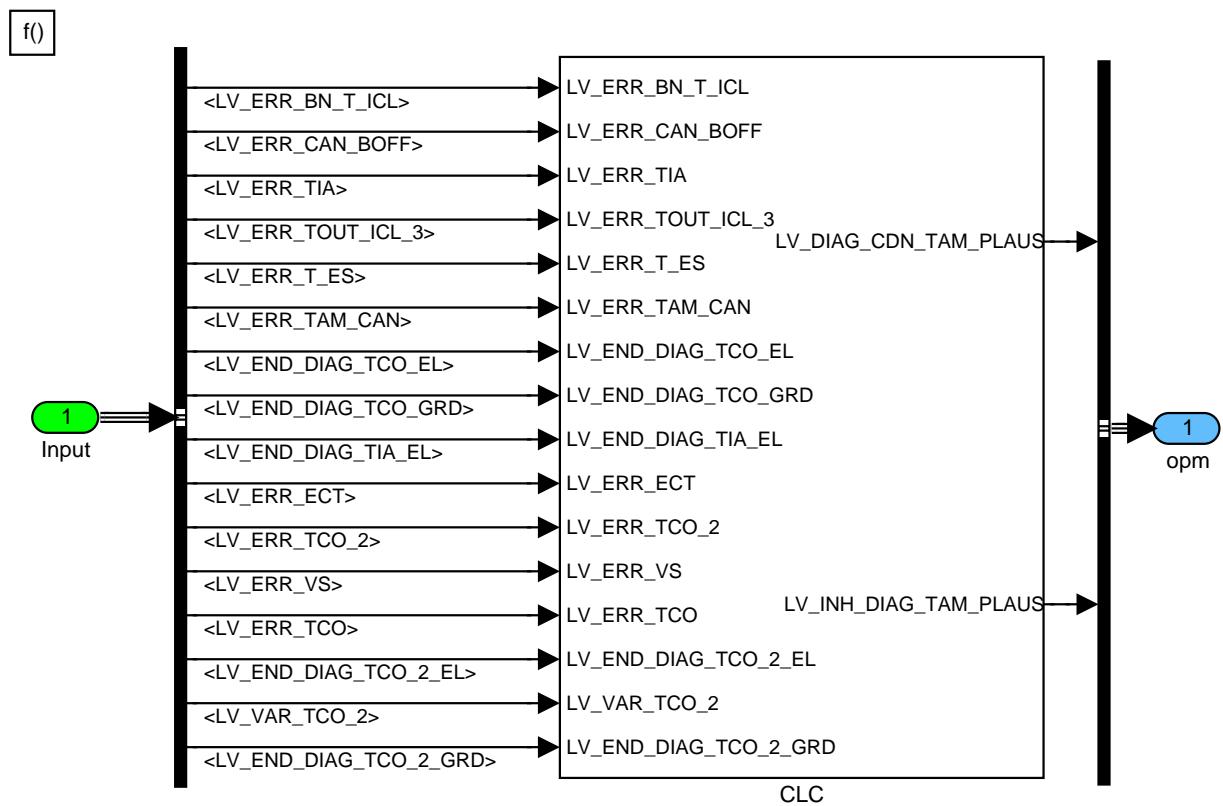 f()
<LV_ERR_BN_T_ICL>
<LV_ERR_CAN_BOFF>
<LV_ERR_TIA>
<LV_ERR_TOUT_ICL_3>
<LV_ERR_T_ES>
<LV_ERR_TAM_CAN>
<LV_END_DIAG_TCO_EL>
<LV_END_DIAG_TCO_GRD>
<LV_END_DIAG_TIA_EL>
<LV_ERR_ECT>
<LV_ERR_TCO_2>
<LV_ERR_VS>
<LV_ERR_TCO>
<LV_END_DIAG_TCO_2_EL>
<LV_VAR_TCO_2>
<LV_END_DIAG_TCO_2_GRD>
1
Input
LV_ERR_BN_T_ICL
LV_ERR_CAN_BOFF
LV_ERR_TIA
LV_ERR_TOUT_ICL_3
LV_ERR_T_ES
LV_ERR_TAM_CAN
LV_END_DIAG_TCO_EL
LV_END_DIAG_TCO_GRD
LV_END_DIAG_TIA_EL
LV_ERR_ECT
LV_ERR_TCO_2
LV_ERR_VS
LV_ERR_TCO
LV_END_DIAG_TCO_2_EL
LV_VAR_TCO_2
LV_END_DIAG_TCO_2_GRD
LV_DIAG_CDN_TAM_PLAUS
LV_INH_DIAG_TAM_PLAUS
CLC
1
opm